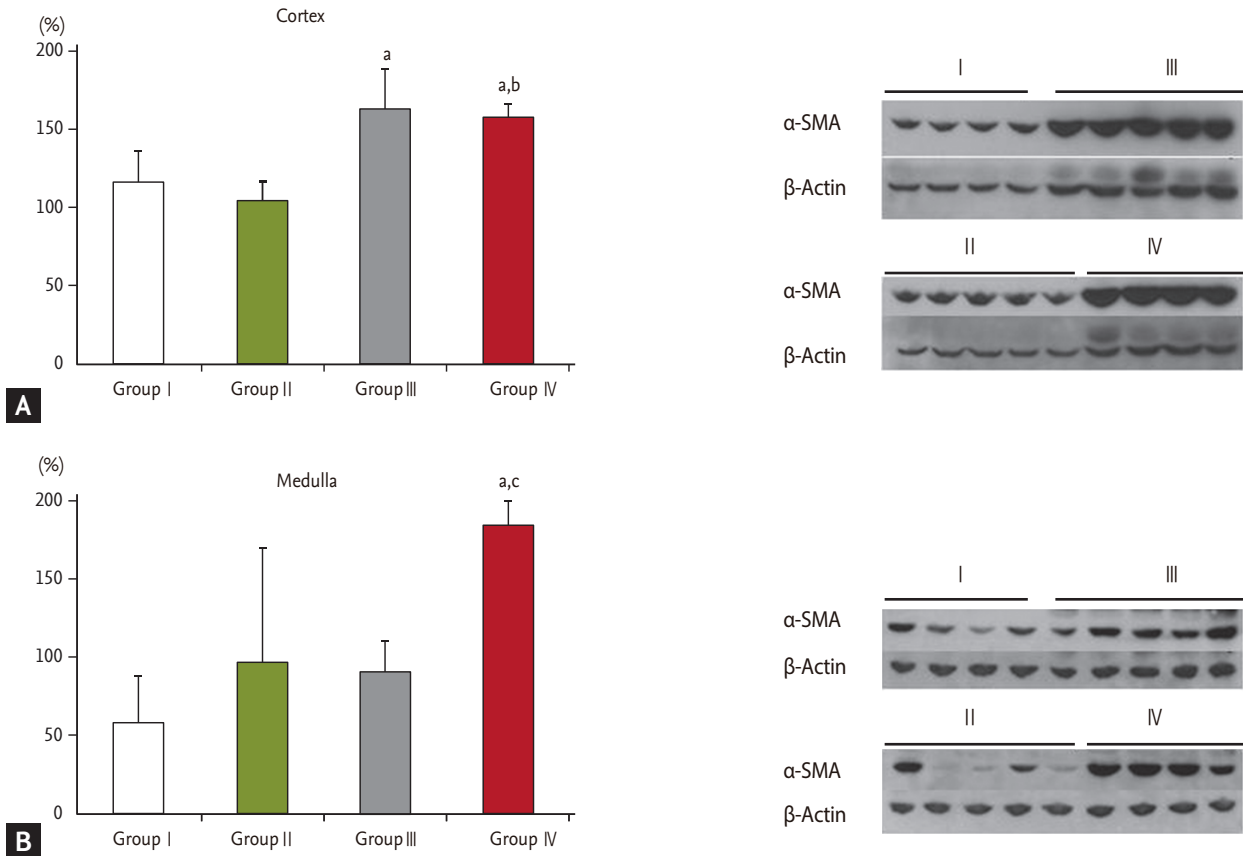 (%)
Cortex
200
150
100
50
0
a
a,b
Group I
Group II
Group III
Group IV
A
I
III
α-SMA
β-Actin
II
IV
α-SMA
β-Actin
(%)
Medulla
200
150
100
50
0
a,c
Group I
Group II
Group III
Group IV
B
I
III
α-SMA
β-Actin
II
IV
α-SMA
β-Actin